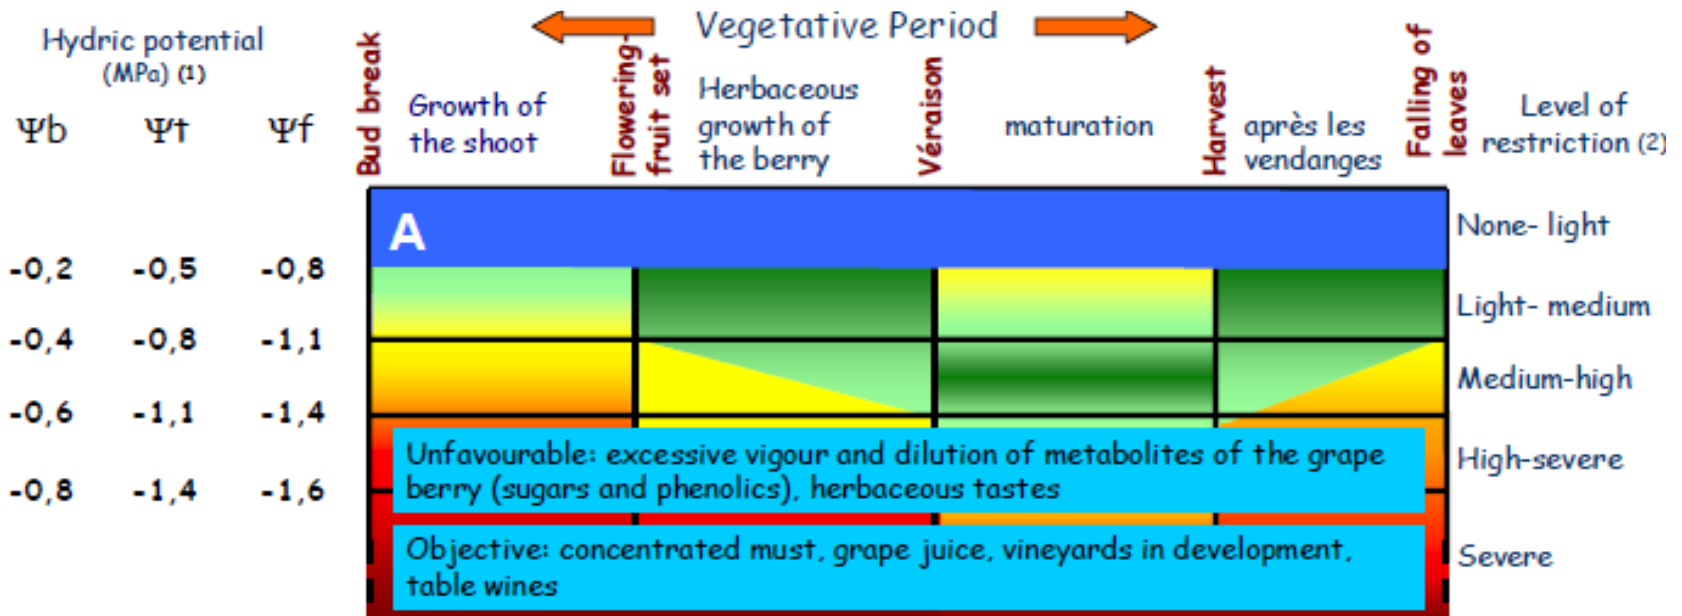 Vegetative Period
Hydric potential
(MPa) (1)
Ψb Ψt Ψf
Bud break
Growth of
the shoot
Flowering-
fruit set
Herbaceous
growth of
the berry
Véraison
maturation
Harvest
après les
vendanges
Falling of
leaves
Level of
restriction (2)
A
None- light
-0,2 -0,5 -0,8
Light- medium
-0,4 -0,8 -1,1
Medium-high
-0,6 -1,1 -1,4
High-severe
-0,8 -1,4 -1,6
Severe
Unfavourable: excessive vigour and dilution of metabolites of the grape
berry (sugars and phenolics), herbaceous tastes
Objective: concentrated must, grape juice, vineyards in development,
table wines